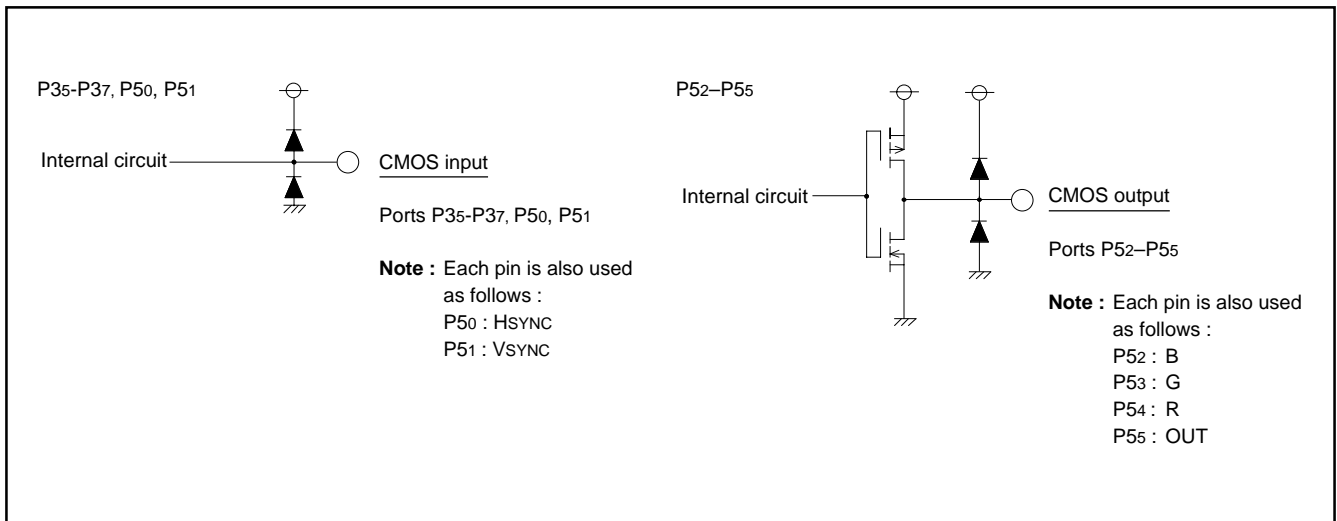 P35-P37, P50, P51
Internal circuit
CMOS input
Ports P35-P37, P50, P51
Note : Each pin is also used
as follows :
P50 : HSYNC
P51 : VSYNC
P52–P55
Internal circuit
CMOS output
Ports P52–P55
Note : Each pin is also used
as follows :
P52 : B
P53 : G
P54 : R
P55 : OUT